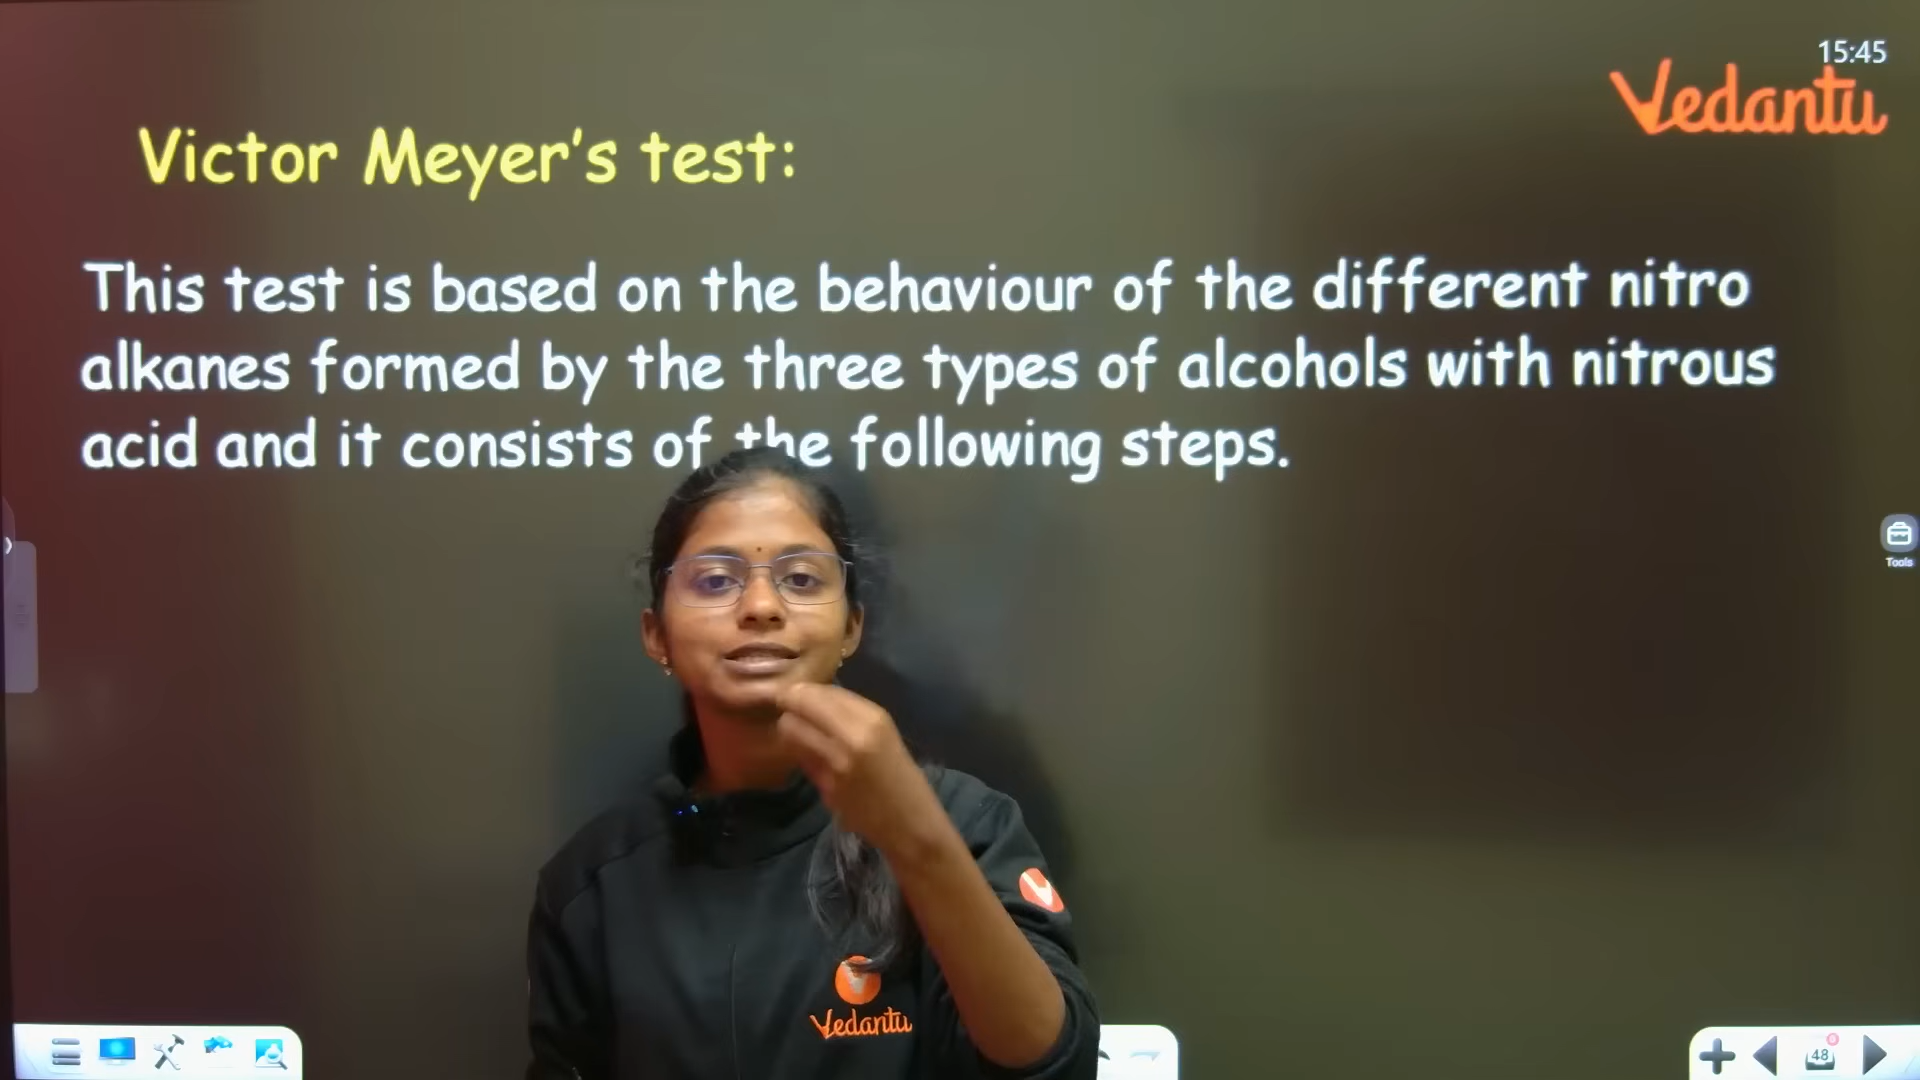 15:45
Vedantu
Victor Meyer's test:
This test is based on the behaviour of the different nitro
alkanes formed by the three types of alcohols with nitrous
acid and it consists of the following steps.
Tools
Vedantu
48